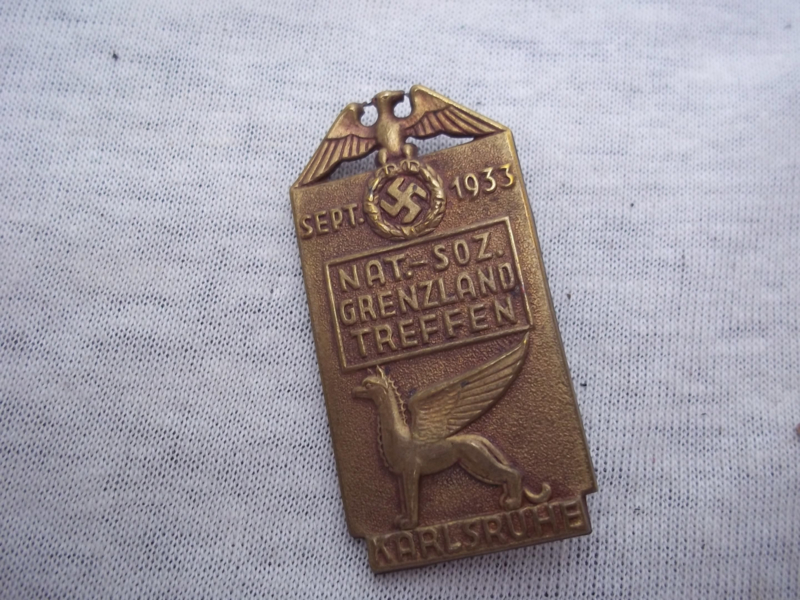 SEPT. 1933
NAT.-SOZ.
GRENZLAND
TREFFEN
KARLSRUHE